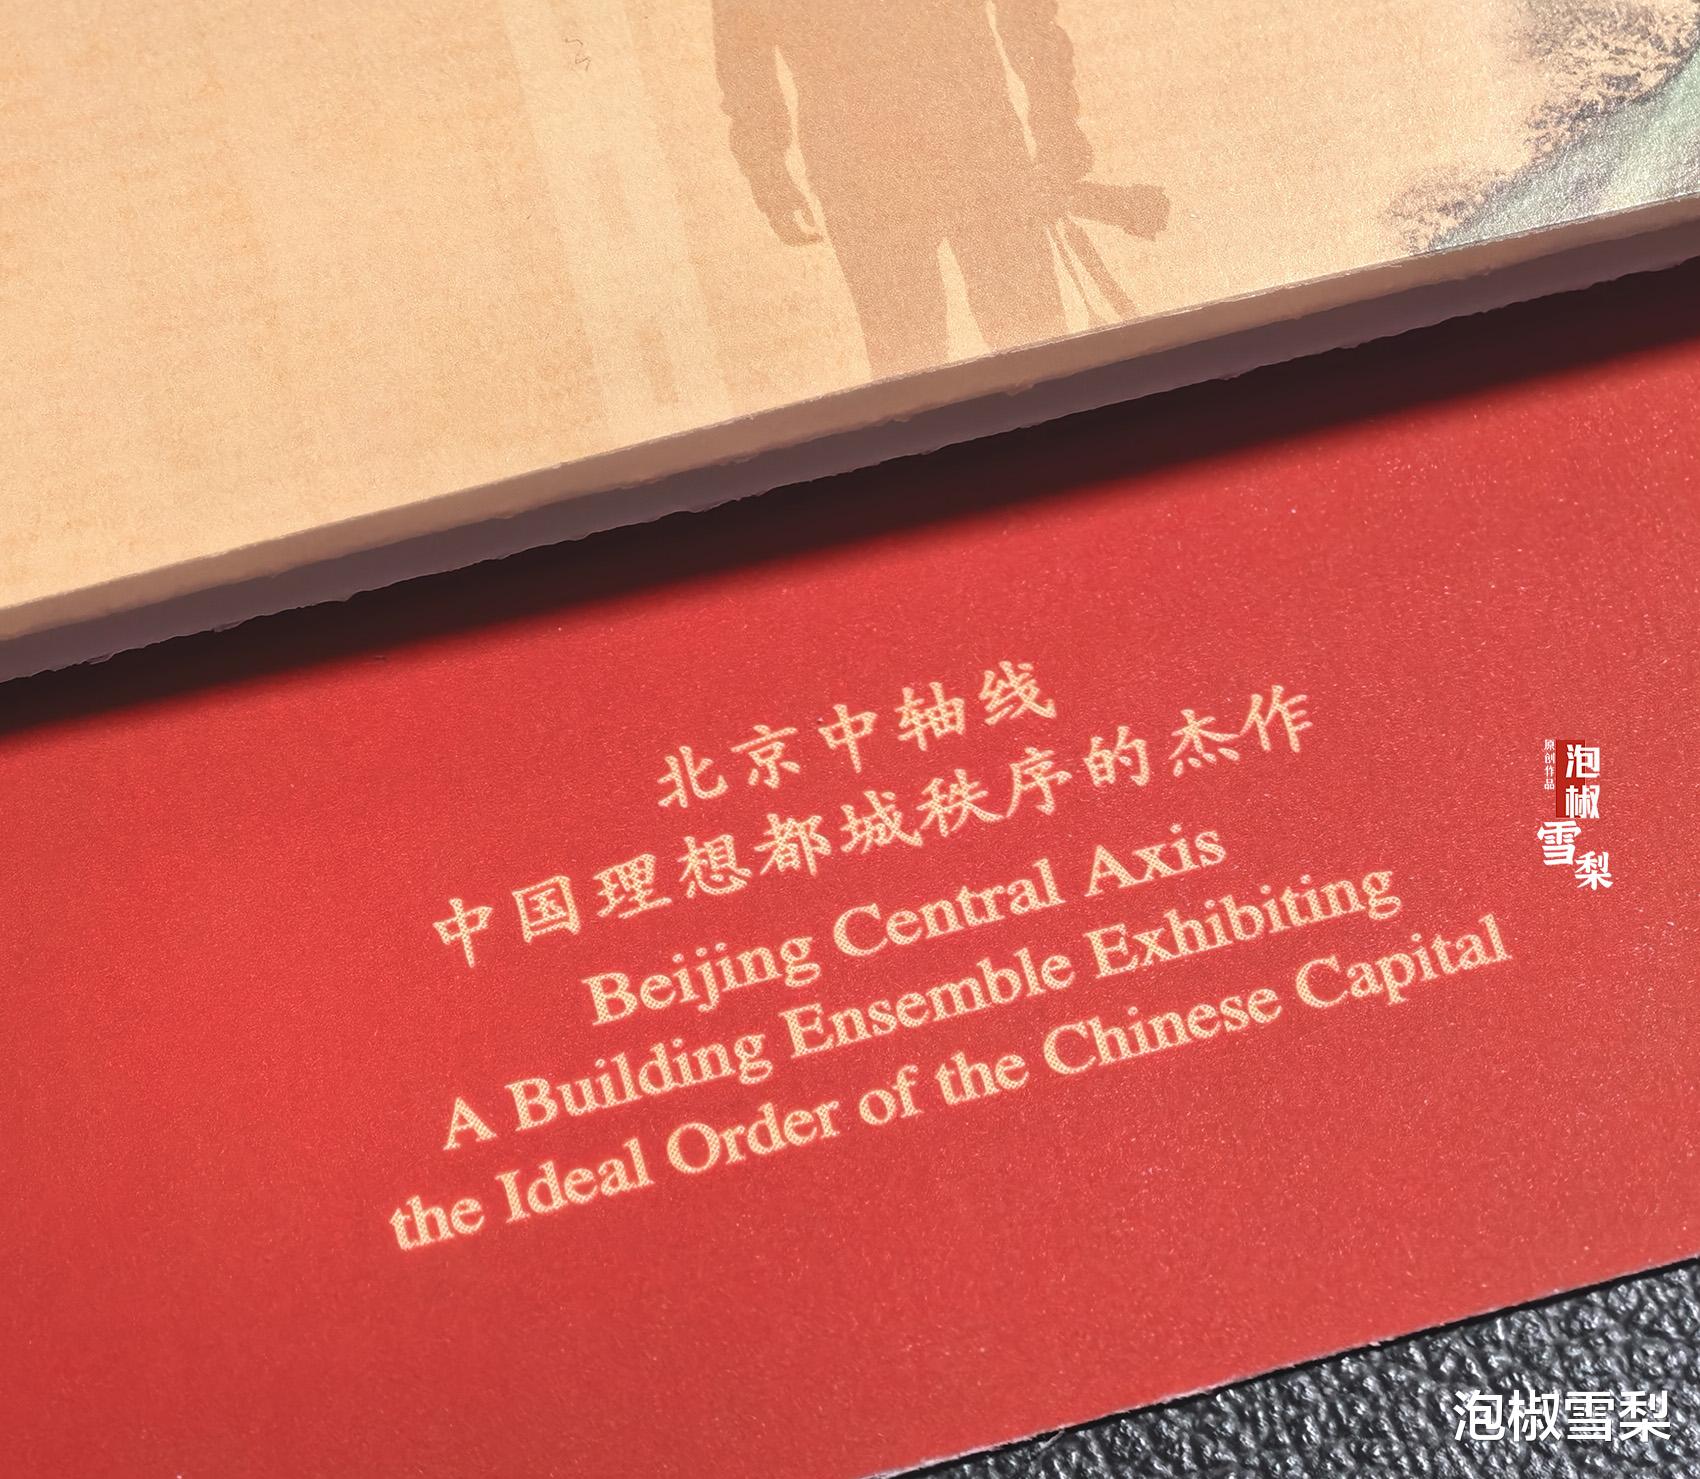 北京中轴线
中国理想都城秩序的杰作
Beijing Central Axis
A Building Ensemble Exhibiting
the Ideal Order of the Chinese Capital
原创作品
泡椒
雪梨
泡椒雪梨